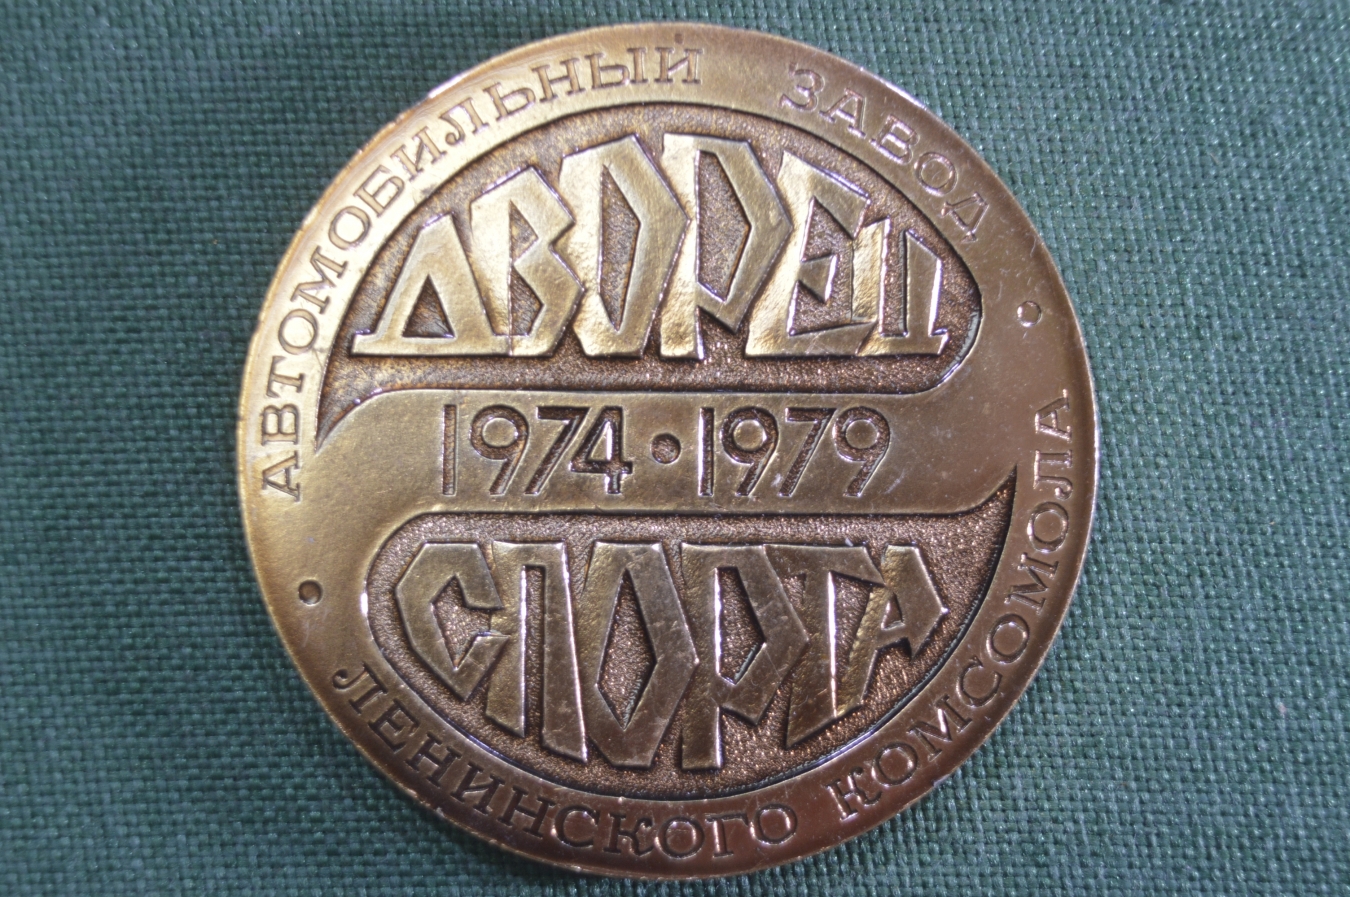 АВТОМОБИЛЬНЫЙ ЗАВОД
ДВОРЕЦ
1974 • 1979
СПОРТА
ЛЕНИНСКОГО КОМСОМОЛА